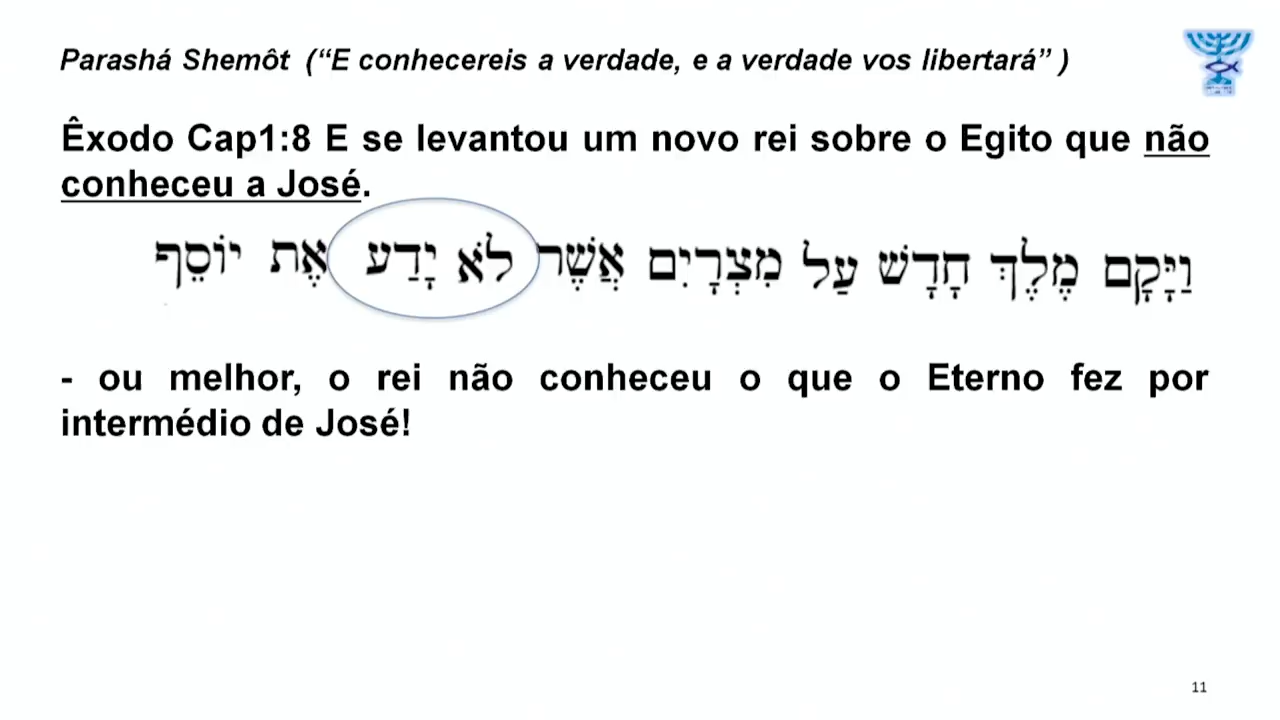 Parashá Shemôt (“E conhecereis a verdade, e a verdade vos libertará” )
Êxodo Cap1:8 E se levantou um novo rei sobre o Egito que não
conheceu a José.
וַיָּקָם מֶלֶךְ חָדָשׁ עַל מִצְרָיִם אֲשֶׁר לֹא יָדַע אֶת יוֹסֵף
- ou melhor, o rei não conheceu o que o Eterno fez por
intermédio de José!
11